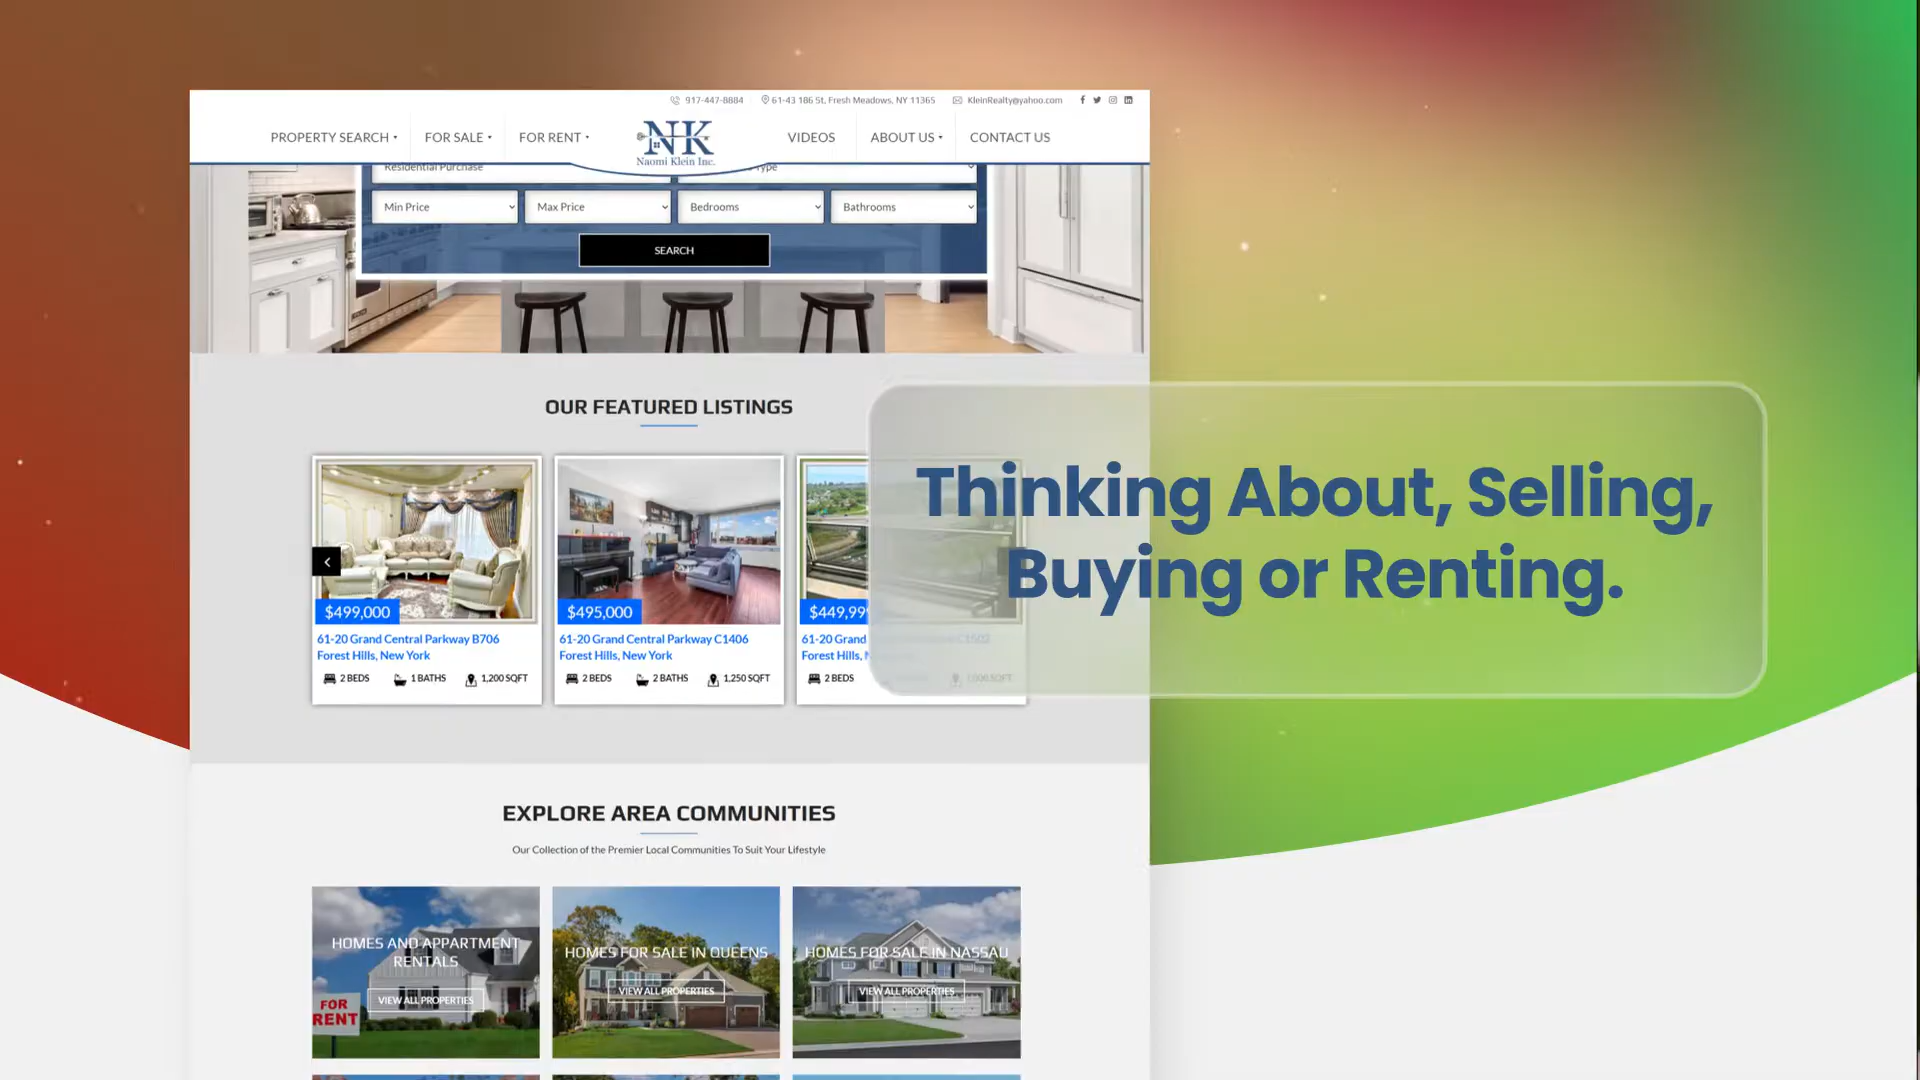 917-447-8884
61-43 186 St, Fresh Meadows, NY 11365
KleinRealty@yahoo.com
PROPERTY SEARCH
FOR SALE
FOR RENT
NK
Naomi Klein Inc.
VIDEOS
ABOUT US
CONTACT US
Residential Purchase
Type
Min Price
Max Price
Bedrooms
Bathrooms
SEARCH
OUR FEATURED LISTINGS
$499,000
61-20 Grand Central Parkway B706
Forest Hills, New York
2 BEDS
1 BATHS
1,200 SQFT
$495,000
61-20 Grand Central Parkway C1406
Forest Hills, New York
2 BEDS
2 BATHS
1,250 SQFT
$449,99
61-20 Grand
Forest Hills,
2 BEDS
1,000 SQFT
Thinking About, Selling,
Buying or Renting.
EXPLORE AREA COMMUNITIES
Our Collection of the Premier Local Communities To Suit Your Lifestyle
HOMES AND APPARTMENT
RENTALS
VIEW ALL PROPERTIES
FOR
RENT
HOMES FOR SALE IN QUEENS
VIEW ALL PROPERTIES
HOMES FOR SALE IN NASSAU
VIEW ALL PROPERTIES